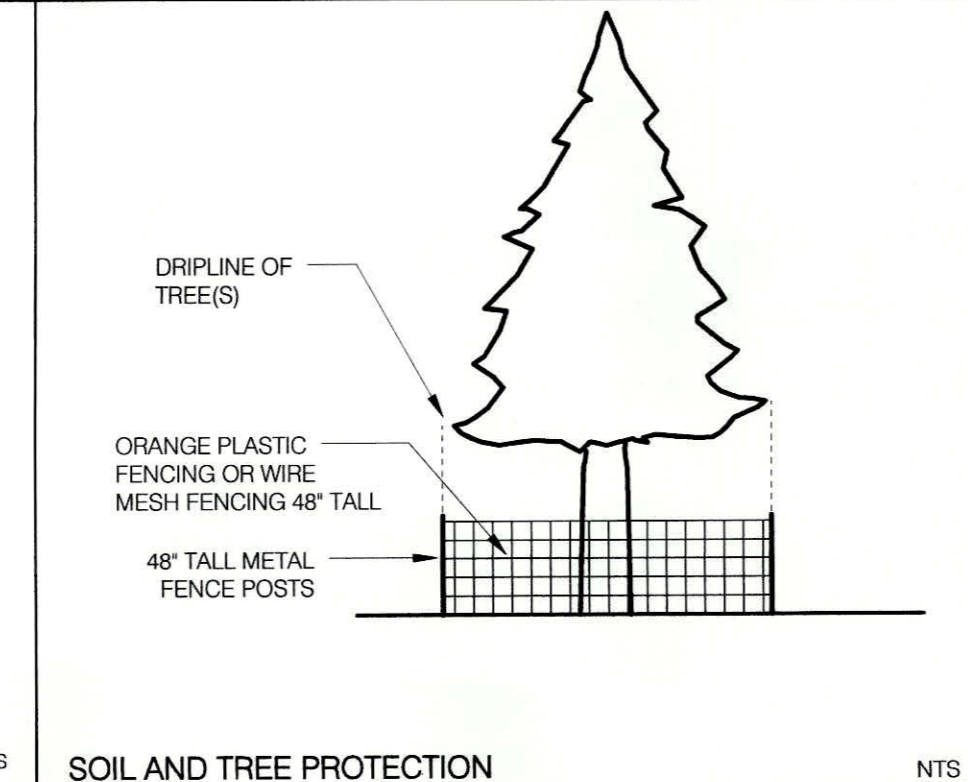 DRIPLINE OF
TREE(S)
ORANGE PLASTIC
FENCING OR WIRE
MESH FENCING 48" TALL
48" TALL METAL
FENCE POSTS
S
SOIL AND TREE PROTECTION
NTS